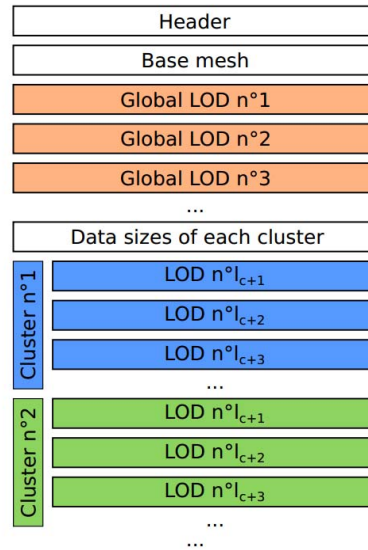 Header
Base mesh
Global LOD n°1
Global LOD n°2
Global LOD n°3
...
Data sizes of each cluster
Cluster n°1
LOD n°l_{c+1}
LOD n°l_{c+2}
LOD n°l_{c+3}
...
Cluster n°2
LOD n°l_{c+1}
LOD n°l_{c+2}
LOD n°l_{c+3}
...
...